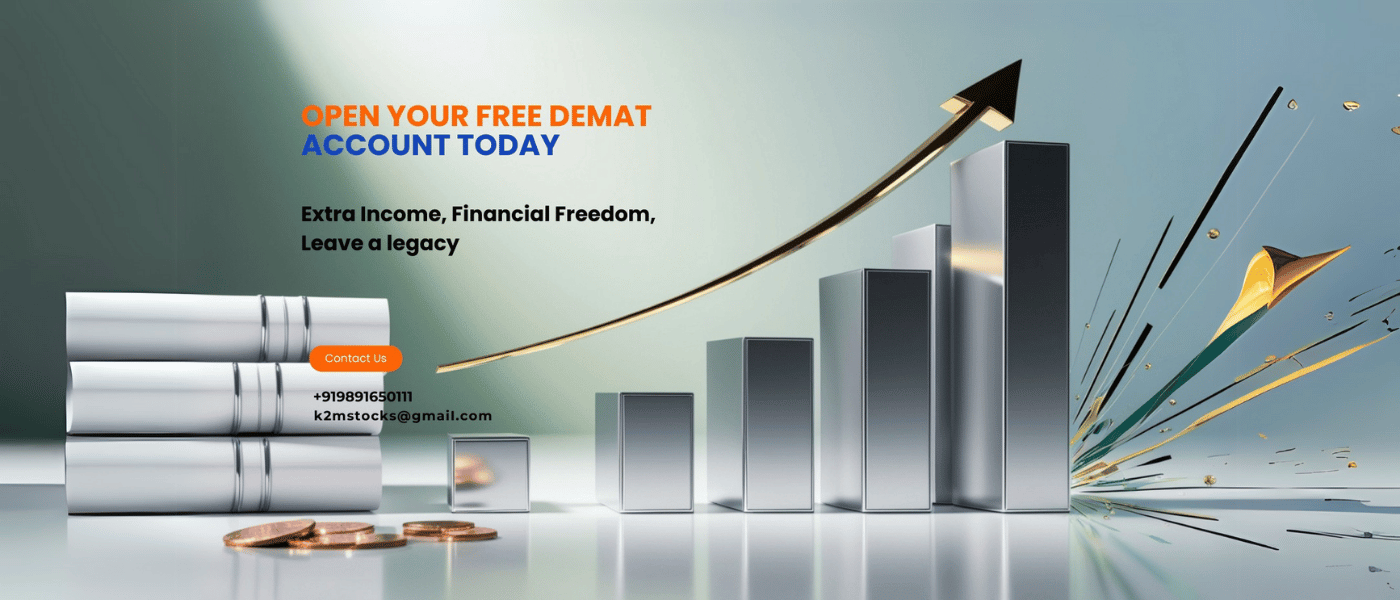 OPEN YOUR FREE DEMAT
ACCOUNT TODAY
Extra Income, Financial Freedom,
Leave a legacy
Contact Us
+919891650111
k2mstocks@gmail.com